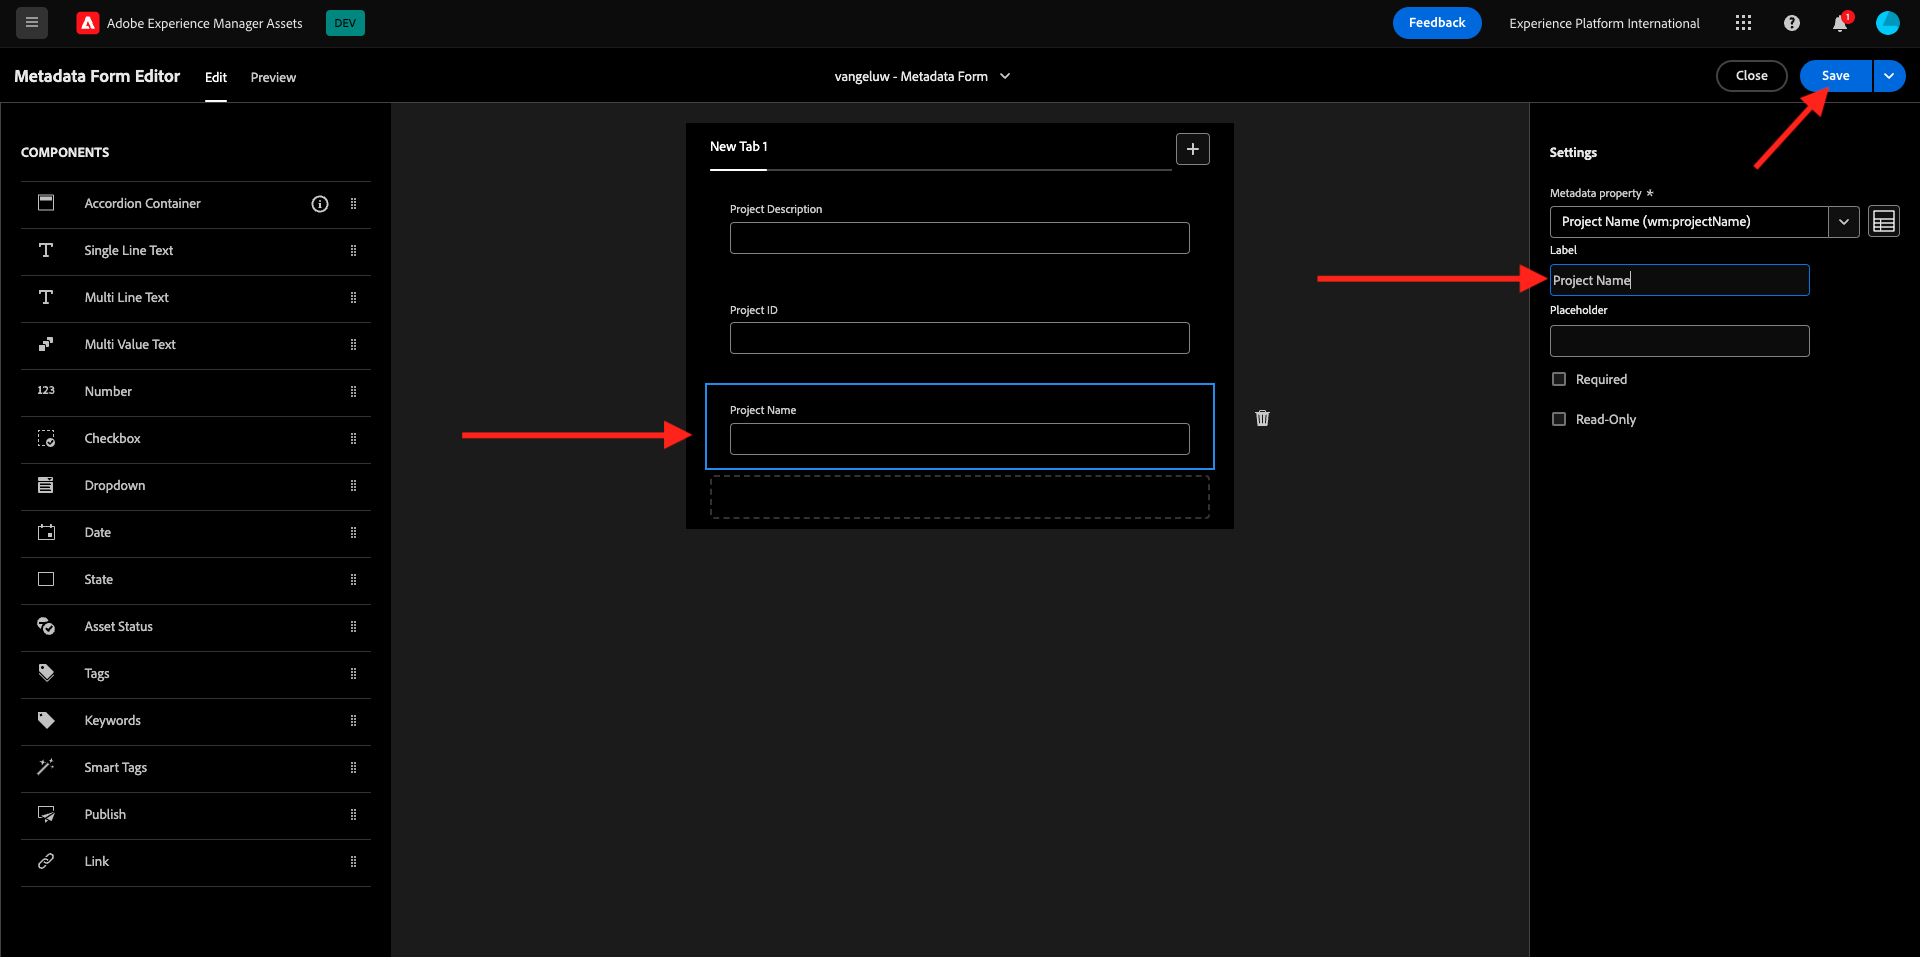 Adobe Experience Manager Assets
DEV
Feedback
Experience Platform International
1
Metadata Form Editor
Edit
Preview
vangeluw - Metadata Form
Close
Save
COMPONENTS
Accordion Container
Single Line Text
Multi Line Text
Multi Value Text
123
Number
Checkbox
Dropdown
Date
State
Asset Status
Tags
Keywords
Smart Tags
Publish
Link
New Tab 1
Project Description
Project ID
Project Name
Settings
Metadata property *
Project Name (wm:projectName)
Label
Project Name
Placeholder
Required
Read-Only